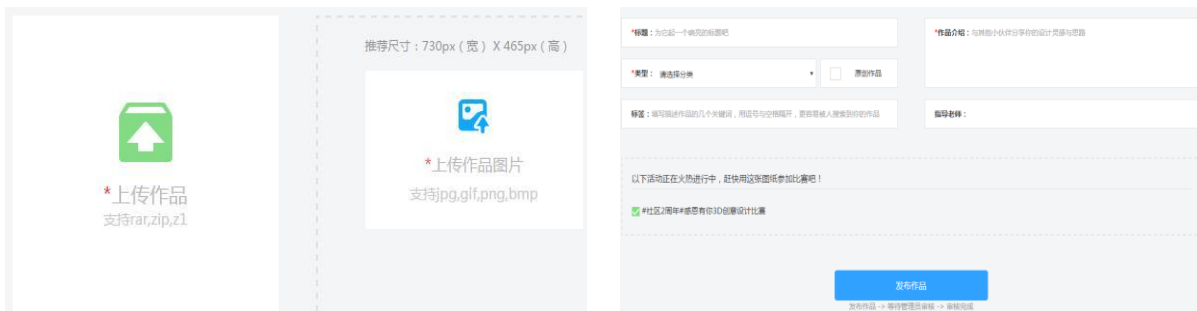 推荐尺寸：730px（宽）X 465px（高）
*上传作品
支持rar,zip,z1
*上传作品图片
支持jpg,gif,png,bmp
*标题：为它起一个响亮的标题吧
*作品介绍：与其他小伙伴分享你的设计灵感与思路
*类型： 请选择分类
原创作品
标签：填写描述作品的几个关键词，用逗号与空格隔开，更容易被人搜索到你的作品
指导老师：
以下活动正在火热进行中，赶快用这张图纸参加比赛吧！
#社区2周年#感恩有你3D创意设计比赛
发布作品
发布作品 -> 等待管理员审核 -> 审核完成